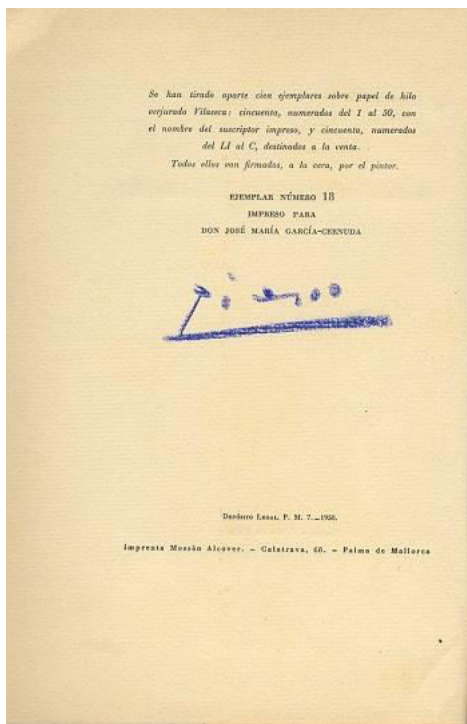 Se han tirado aparte cien ejemplares sobre papel de hilo
verjurado Vilaseca: cincuenta, numerados del 1 al 50, con
el nombre del suscriptor impreso, y cincuenta, numerados
del LI al C, destinados a la venta.
Todos ellos van firmados, a la cera, por el pintor.
EJEMPLAR NÚMERO 18
IMPRESO PARA
DON JOSÉ MARÍA GARCÍA-CERNUDA
Picasso
Depósito Legal. P. M. 7.—1958.
Imprenta Mossèn Alcover. - Calatrava, 68. - Palma de Mallorca